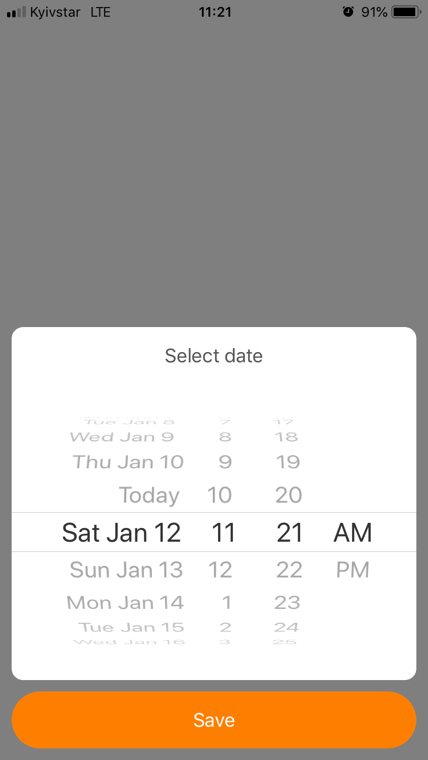 Kyivstar LTE 11:21 91%
Select date
Tue Jan 8 7 17
Wed Jan 9 8 18
Thu Jan 10 9 19
Today 10 20
Sat Jan 12 11 21 AM
Sun Jan 13 12 22 PM
Mon Jan 14 1 23
Tue Jan 15 2 24
Wed Jan 16 3 25
Save